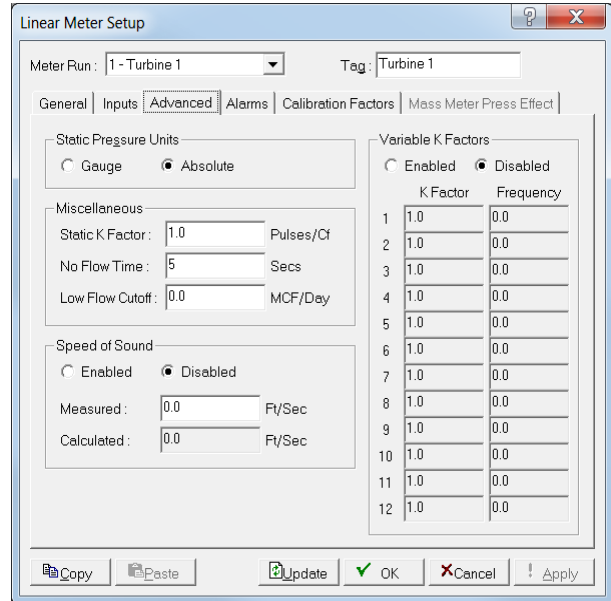 Linear Meter Setup
Meter Run : 1 - Turbine 1 Tag : Turbine 1
General Inputs Advanced Alarms Calibration Factors Mass Meter Press Effect
Static Pressure Units
Gauge Absolute
Miscellaneous
Static K Factor : 1.0 Pulses/Cf
No Flow Time : 5 Secs
Low Flow Cutoff : 0.0 MCF/Day
Speed of Sound
Enabled Disabled
Measured : 0.0 Ft/Sec
Calculated : 0.0 Ft/Sec
Variable K Factors
Enabled Disabled
K Factor Frequency
1 1.0 0.0
2 1.0 0.0
3 1.0 0.0
4 1.0 0.0
5 1.0 0.0
6 1.0 0.0
7 1.0 0.0
8 1.0 0.0
9 1.0 0.0
10 1.0 0.0
11 1.0 0.0
12 1.0 0.0
Copy Paste Update OK Cancel ! Apply